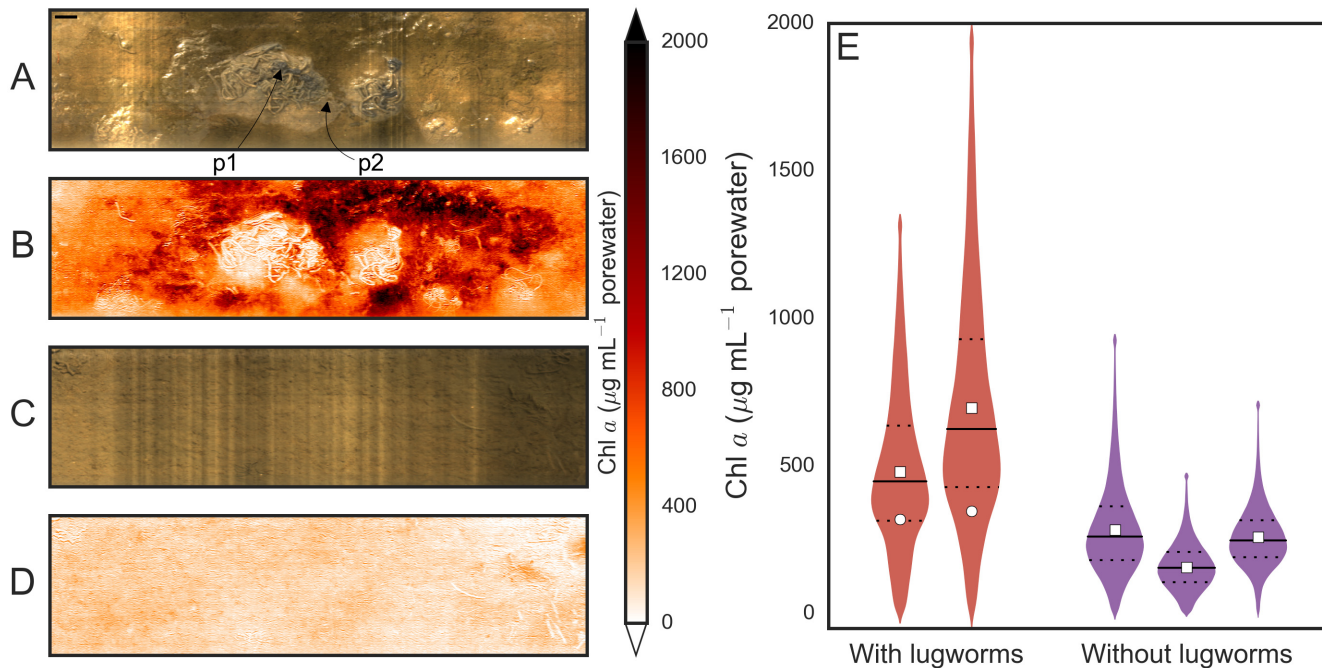 A
p1
p2
B
C
D
2000
1600
1200
800
400
0
Chl a (μg mL⁻¹ porewater)
E
2000
1500
1000
500
0
Chl a (μg mL⁻¹ porewater)
With lugworms
Without lugworms